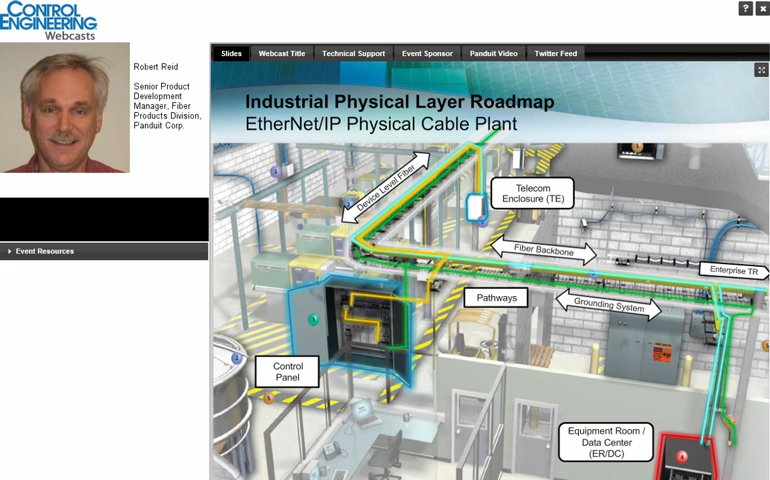 CONTROL
ENGINEERING
Webcasts
?
Robert Reid
Senior Product
Development
Manager, Fiber
Products Division,
Panduit Corp.
Event Resources
Slides
Webcast Title
Technical Support
Event Sponsor
Panduit Video
Twitter Feed
Industrial Physical Layer Roadmap
EtherNet/IP Physical Cable Plant
Device Level Fiber
Telecom
Enclosure (TE)
Fiber Backbone
Enterprise TR
Pathways
Grounding System
Control
Panel
Equipment Room /
Data Center
(ER/DC)